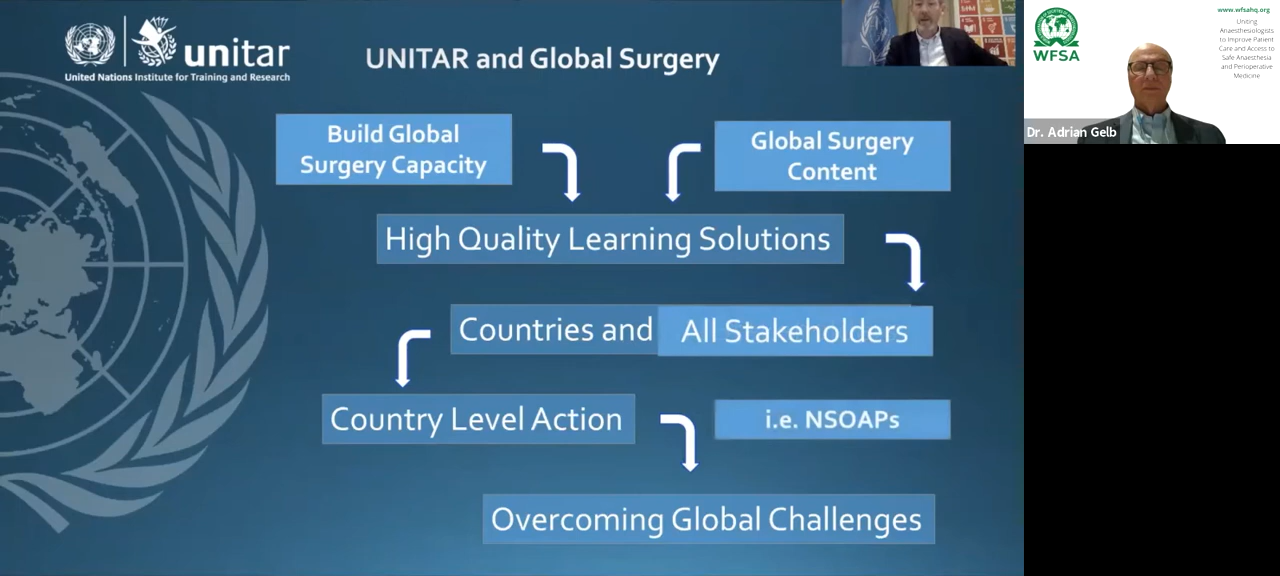 unitar
United Nations Institute for Training and Research
UNITAR and Global Surgery
Build Global
Surgery Capacity
Global Surgery
Content
High Quality Learning Solutions
Countries and All Stakeholders
Country Level Action
i.e. NSOAPs
Overcoming Global Challenges
WFSA
www.wfsahq.org
Uniting
Anaesthesiologists
to Improve Patient
Care and Access to
Safe Anaesthesia
and Perioperative
Medicine
Dr. Adrian Gelb